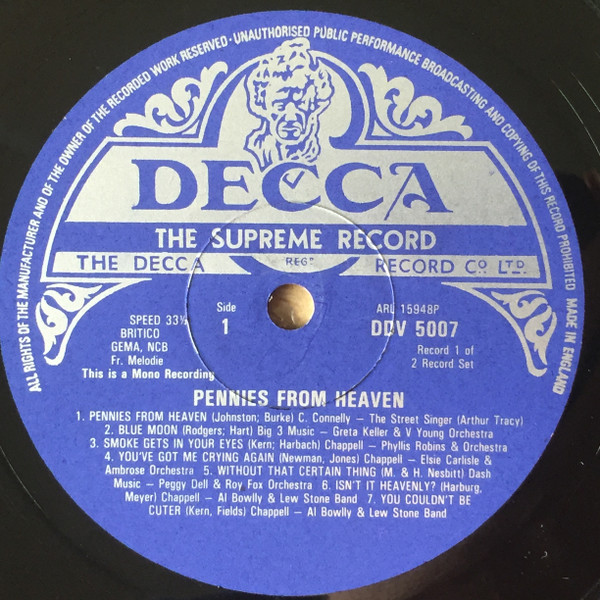 ALL RIGHTS OF THE MANUFACTURER AND OF THE OWNER OF THE RECORDED WORK RESERVED · UNAUTHORISED PUBLIC PERFORMANCE BROADCASTING AND COPYING OF THIS RECORD PROHIBITED MADE IN ENGLAND
DECCA
THE SUPREME RECORD
THE DECCA REGD RECORD CO LTD.
SPEED 33⅓
BRITICO
GEMA, NCB
Fr. Melodie
This is a Mono Recording
Side
1
ARL 15948P
DDV 5007
Record 1 of
2 Record Set
PENNIES FROM HEAVEN
1. PENNIES FROM HEAVEN (Johnston; Burke) C. Connelly – The Street Singer (Arthur Tracy)
2. BLUE MOON (Rodgers; Hart) Big 3 Music – Greta Keller & V Young Orchestra
3. SMOKE GETS IN YOUR EYES (Kern; Harbach) Chappell – Phyllis Robins & Orchestra
4. YOU'VE GOT ME CRYING AGAIN (Newman, Jones) Chappell – Elsie Carlisle &
Ambrose Orchestra 5. WITHOUT THAT CERTAIN THING (M. & H. Nesbitt) Dash
Music – Peggy Dell & Roy Fox Orchestra 6. ISN'T IT HEAVENLY? (Harburg,
Meyer) Chappell – Al Bowlly & Lew Stone Band 7. YOU COULDN'T BE
CUTER (Kern, Fields) Chappell – Al Bowlly & Lew Stone Band